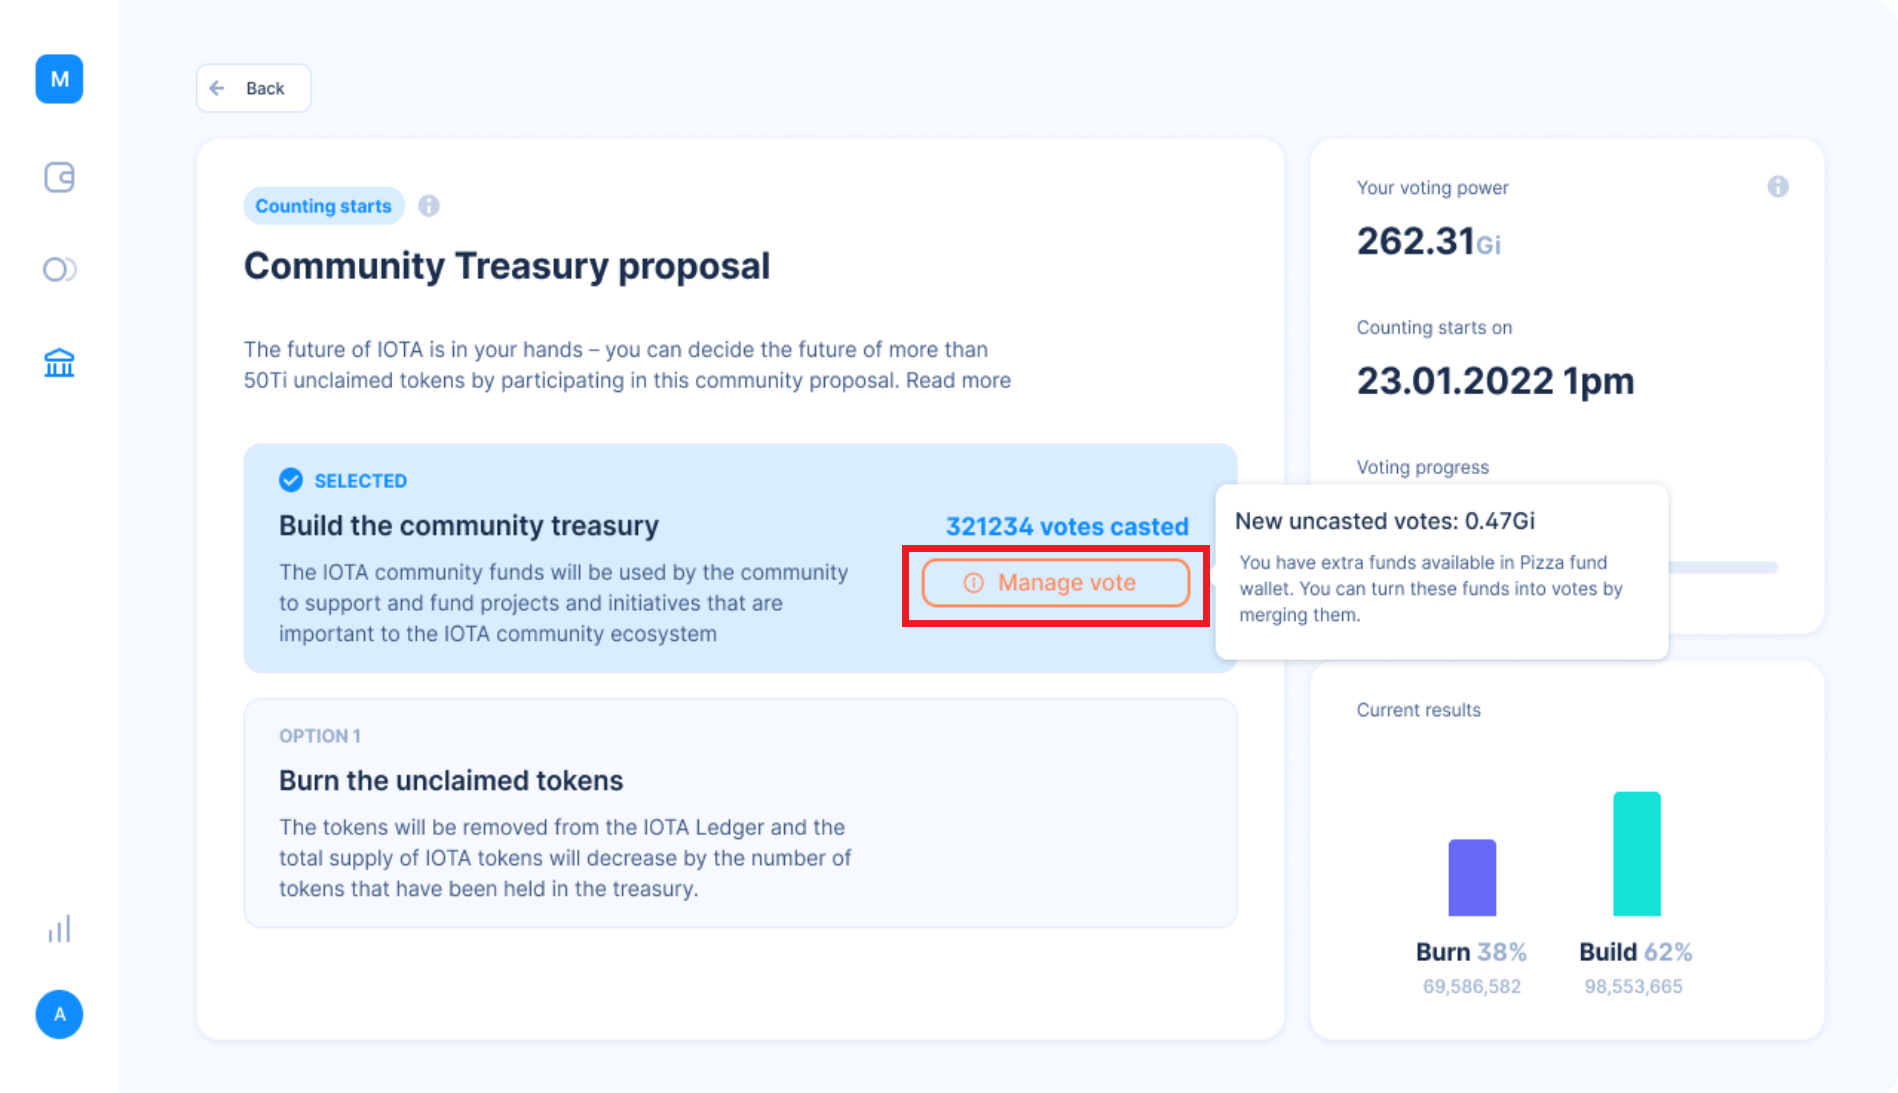 M
Back
Counting starts
Community Treasury proposal
The future of IOTA is in your hands – you can decide the future of more than
50Ti unclaimed tokens by participating in this community proposal. Read more
SELECTED
Build the community treasury
321234 votes casted
The IOTA community funds will be used by the community
to support and fund projects and initiatives that are
important to the IOTA community ecosystem
Manage vote
OPTION 1
Burn the unclaimed tokens
The tokens will be removed from the IOTA Ledger and the
total supply of IOTA tokens will decrease by the number of
tokens that have been held in the treasury.
Your voting power
262.31Gi
Counting starts on
23.01.2022 1pm
Voting progress
New uncasted votes: 0.47Gi
You have extra funds available in Pizza fund
wallet. You can turn these funds into votes by
merging them.
Current results
Burn 38% Build 62%
69,586,582 98,553,665
A